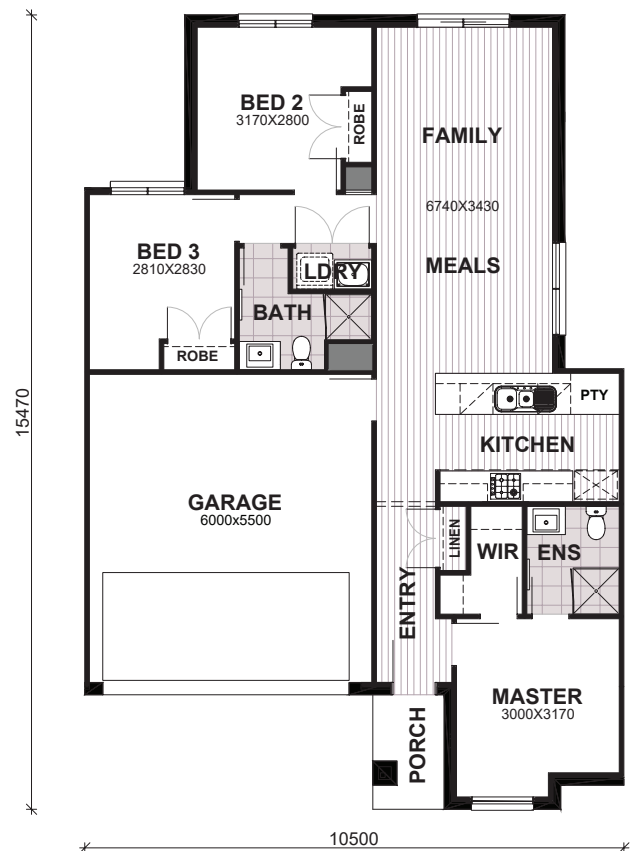 BED 2
3170X2800
ROBE
FAMILY
6740X3430
BED 3
2810X2830
LDRY
MEALS
BATH
ROBE
PTY
KITCHEN
15470
GARAGE
6000x5500
LINEN
WIR
ENS
ENTRY
MASTER
3000X3170
PORCH
10500